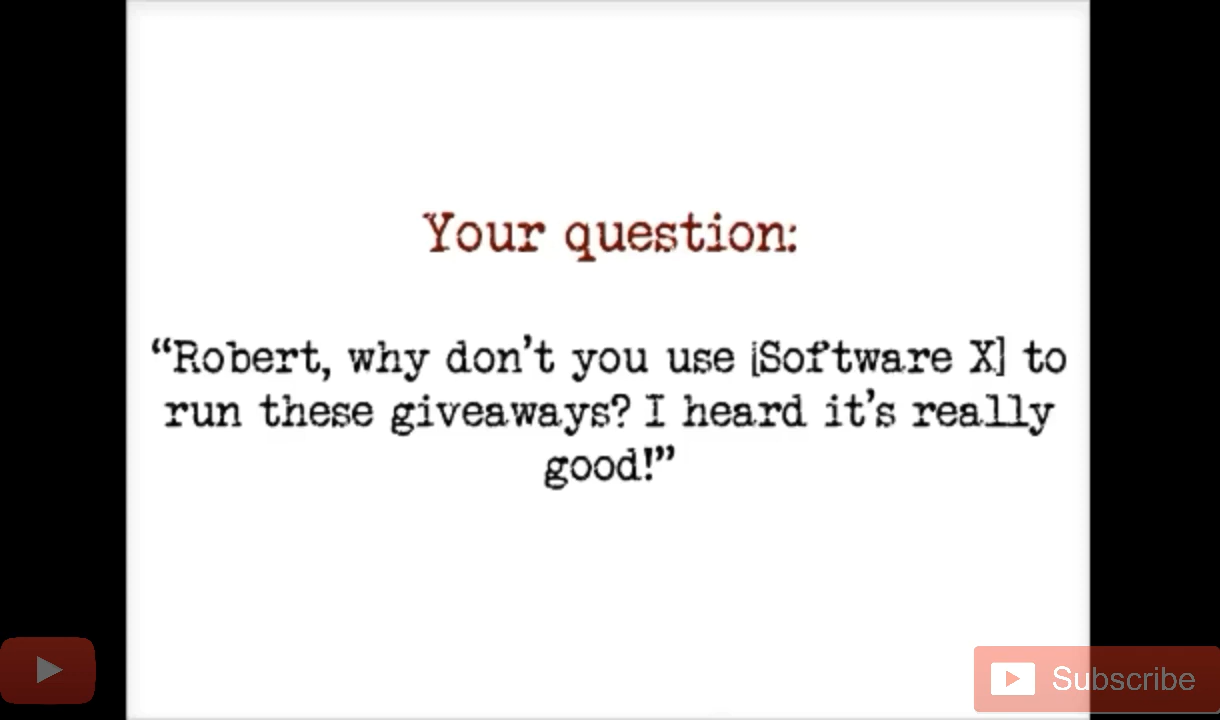 Your question:
“Robert, why don’t you use [Software X] to
run these giveaways? I heard it’s really
good!”
Subscribe